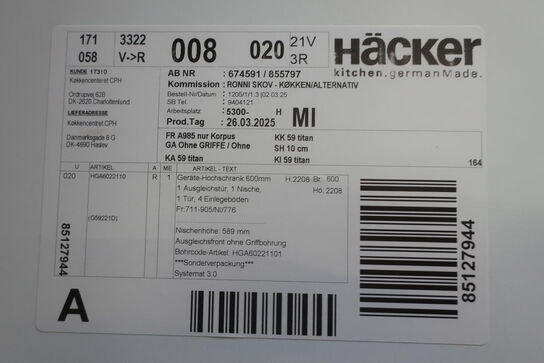 171 3322 008 020 21V
058 V->R 3R
HÄCKER
kitchen.germanMade.
KUNDE 17310
Køkkencentret CPH
Ordrupvej 62B
DK-2920 Charlottenlund
LIEFERADRESSE
Køkkencentret CPH
Danmarksgade 8 G
DK-4690 Haslev
AB NR : 674591 / 855797
Kommission : RONNI SKOV - KØKKEN/ALTERNATIV
Bestell-Nr/Datum : 1205/1/1.3 |02.03.25
SB Tel. : 9404121
Arbeitsplatz : 5300- H MI
Prod.Tag : 26.03.2025
FR A985 nur Korpus KK 59 titan
GA Ohne GRIFFE / Ohne SH 10 cm
KA 59 titan KI 59 titan
164
U ARTIKEL A ME ARTIKEL - TEXT
020 HGA6022110 R 1 Geräte-Hochschrank 600mm H:2208 Br: 600
1 Ausgleichstür, 1 Nische, Hö: 2208
1 Tür, 4 Einlegeböden
Fr:711-905/NI/776
(G59221D)
Nischenhöhe: 589 mm
Ausgleichsfront ohne Griffbohrung
Bohrcode-Artikel: HGA60221101
***Sonderverpackung***
Systemat 3.0
85127944
85127944
A